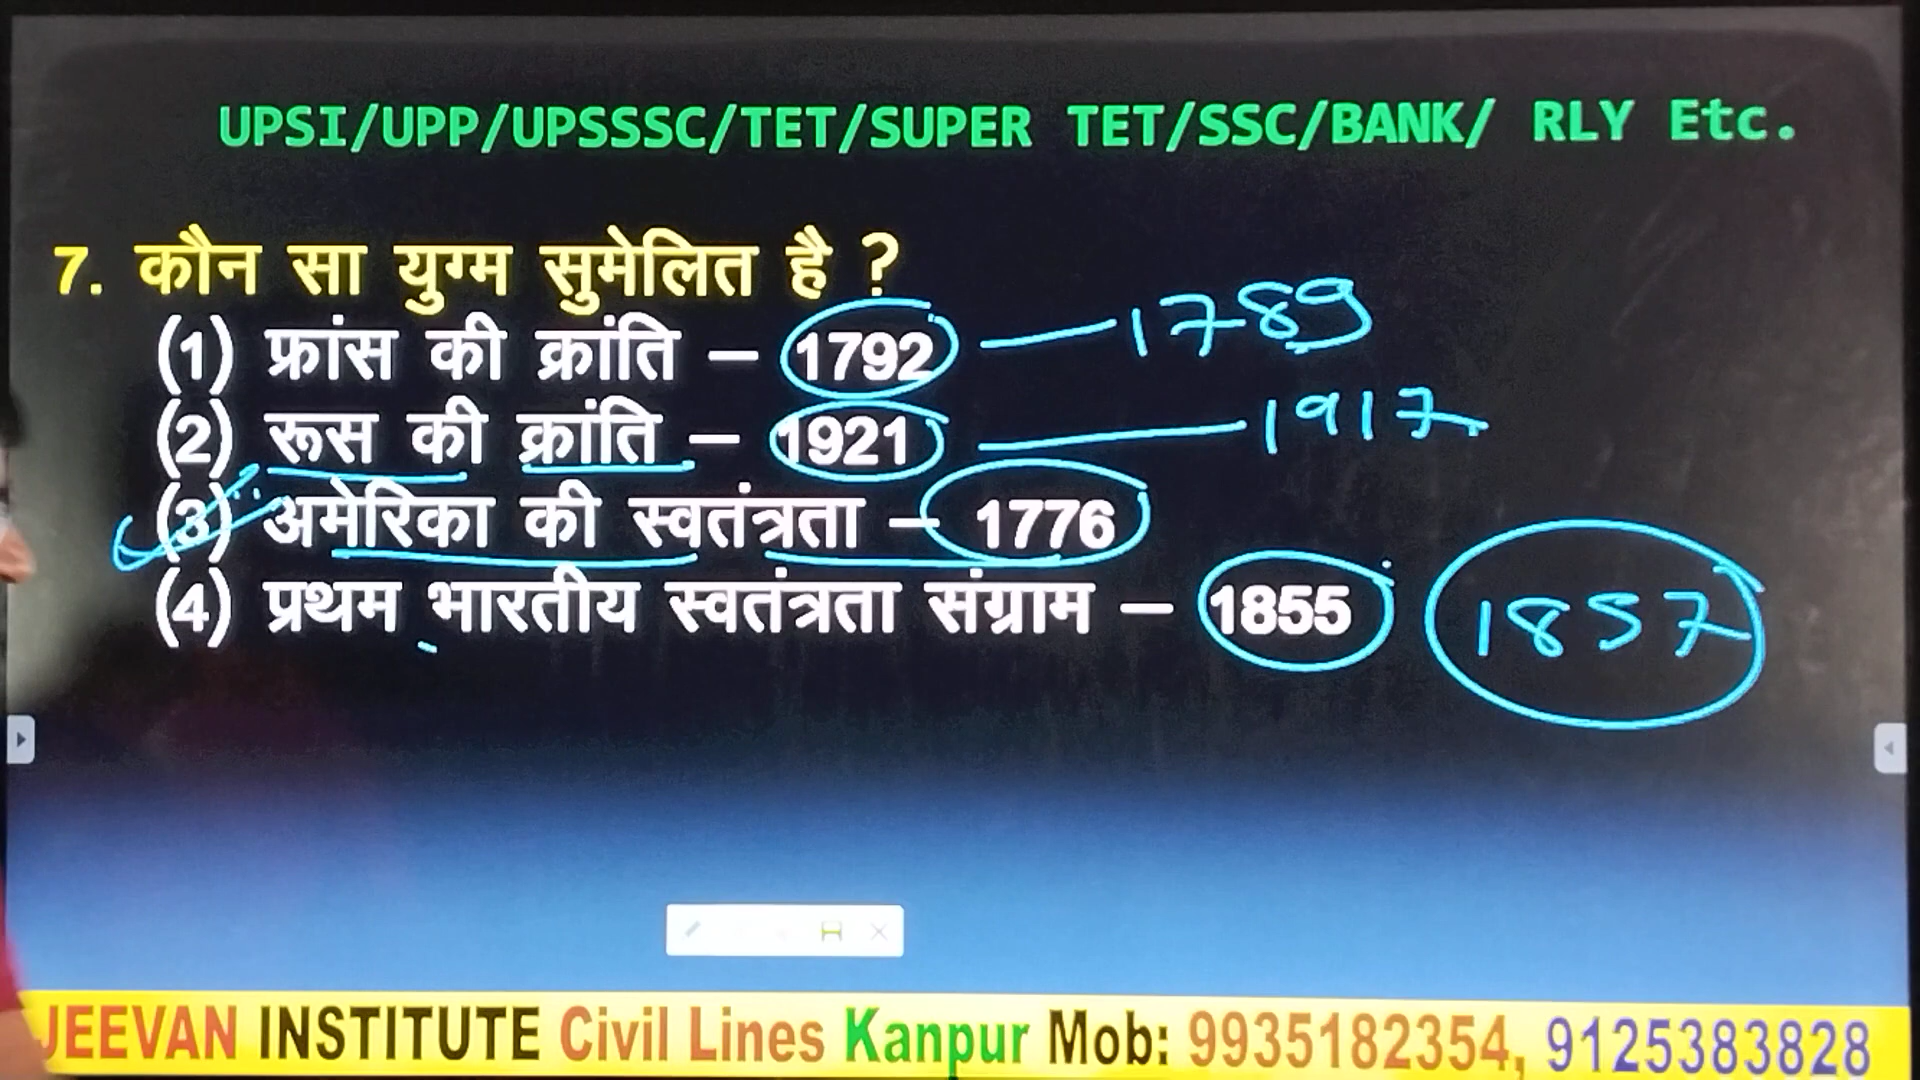 UPSI/UPP/UPSSSC/TET/SUPER TET/SSC/BANK/ RLY Etc.
7. कौन सा युग्म सुमेलित है ?
(1) फ्रांस की क्रांति – 1792 — 1789
(2) रूस की क्रांति – 1921 — 1917
(3) अमेरिका की स्वतंत्रता – 1776
(4) प्रथम भारतीय स्वतंत्रता संग्राम – 1855 1857
JEEVAN INSTITUTE Civil Lines Kanpur Mob: 9935182354, 9125383828